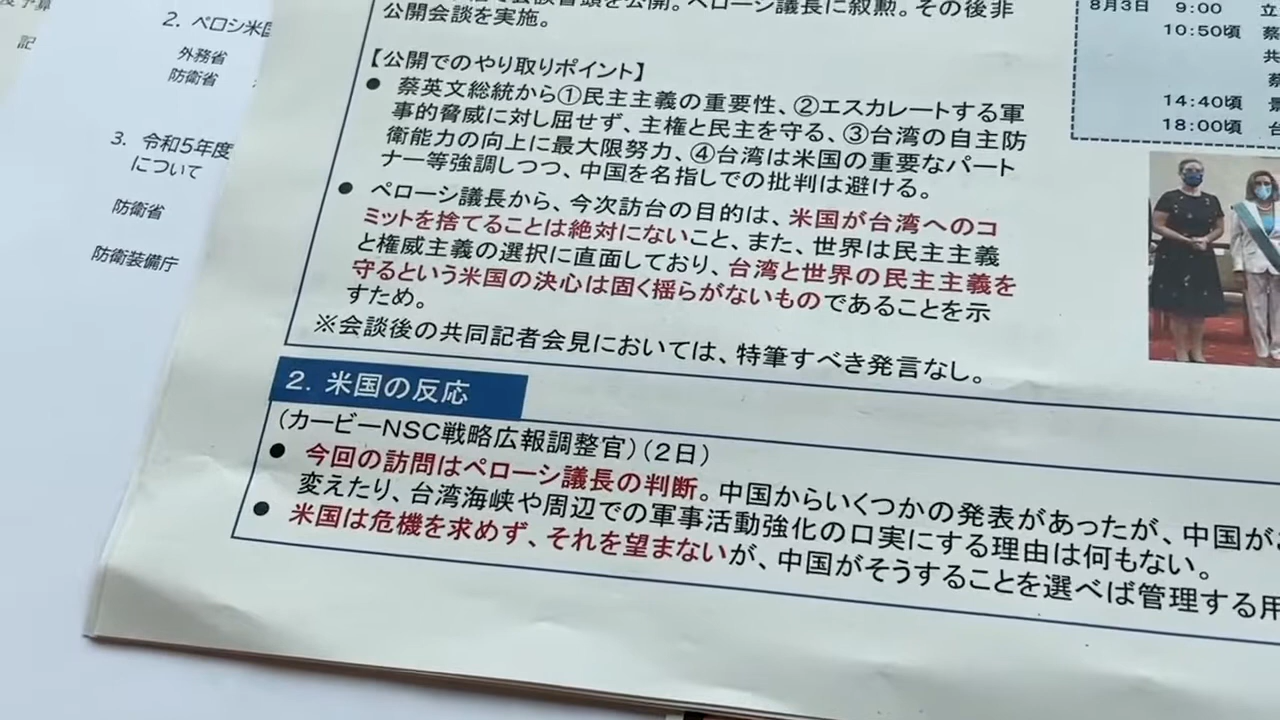 2. ペロシ米国
外務省
防衛省
3. 令和5年度
について
防衛省
防衛装備庁
公開会談を実施。
ペローシ議長に叙勲。その後非
【公開でのやり取りポイント】
● 蔡英文総統から①民主主義の重要性、②エスカレートする軍
事的脅威に対し屈せず、主権と民主を守る、③台湾の自主防
衛能力の向上に最大限努力、④台湾は米国の重要なパート
ナー等強調しつつ、中国を名指しでの批判は避ける。
● ペローシ議長から、今次訪台の目的は、米国が台湾へのコ
ミットを捨てることは絶対にないこと、また、世界は民主主義
と権威主義の選択に直面しており、台湾と世界の民主主義を
守るという米国の決心は固く揺らがないものであることを示
すため。
※会談後の共同記者会見においては、特筆すべき発言なし。
2. 米国の反応
(カービーNSC戦略広報調整官)(2日)
● 今回の訪問はペローシ議長の判断。中国からいくつかの発表があったが、中国が
変えたり、台湾海峡や周辺での軍事活動強化の口実にする理由は何もない。
● 米国は危機を求めず、それを望まないが、中国がそうすることを選べば管理する用
8月3日 9:00 立
10:50頃 蔡
共
蔡
14:40頃 景
18:00頃 台